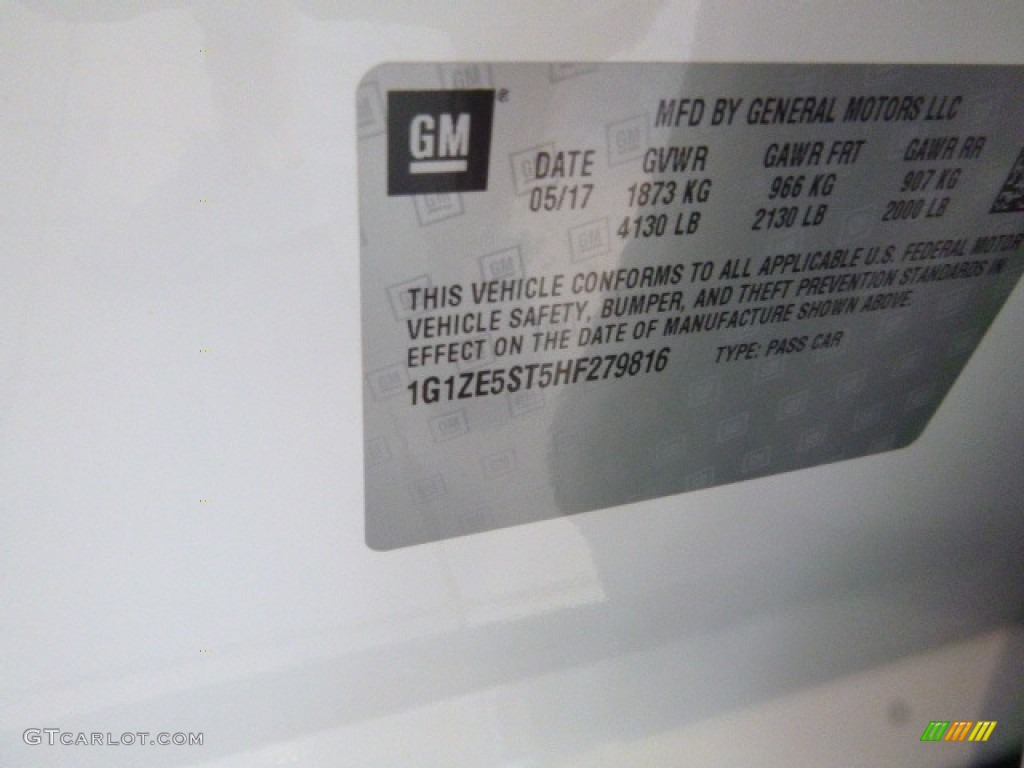 GM®
MFD BY GENERAL MOTORS LLC
DATE GVWR GAWR FRT GAWR RR
05/17 1873 KG 966 KG 907 KG
4130 LB 2130 LB 2000 LB
THIS VEHICLE CONFORMS TO ALL APPLICABLE U.S. FEDERAL MOTOR
VEHICLE SAFETY, BUMPER, AND THEFT PREVENTION STANDARDS IN
EFFECT ON THE DATE OF MANUFACTURE SHOWN ABOVE.
1G1ZE5ST5HF279816 TYPE: PASS CAR
GTCARLOT.COM